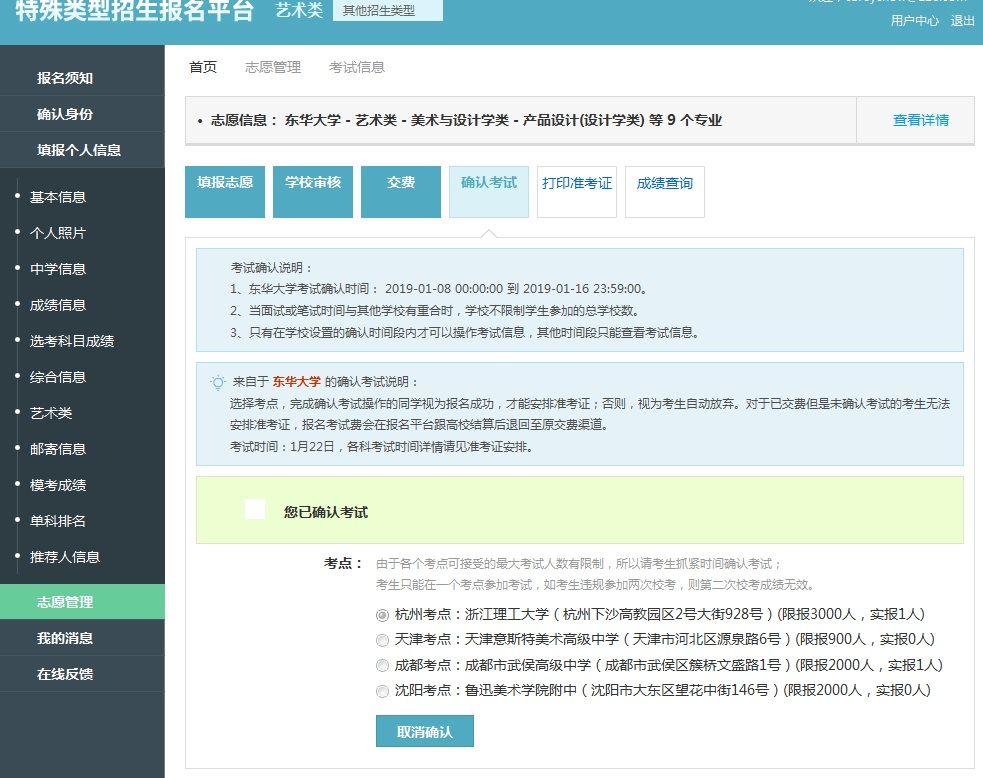 特殊类型招生报名平台
艺术类
其他招生类型
用户中心 退出
报名须知
确认身份
填报个人信息
• 基本信息
• 个人照片
• 中学信息
• 成绩信息
• 选考科目成绩
• 综合信息
• 艺术类
• 邮寄信息
• 模考成绩
• 单科排名
• 推荐人信息
志愿管理
我的消息
在线反馈
首页 志愿管理 考试信息
• 志愿信息： 东华大学 - 艺术类 - 美术与设计学类 - 产品设计(设计学类) 等 9 个专业
查看详情
填报志愿 学校审核 交费 确认考试 打印准考证 成绩查询
考试确认说明：
1、东华大学考试确认时间： 2019-01-08 00:00:00 到 2019-01-16 23:59:00。
2、当面试或笔试时间与其他学校有重合时，学校不限制学生参加的总学校数。
3、只有在学校设置的确认时间段内才可以操作考试信息，其他时间段只能查看考试信息。
来自于 东华大学 的确认考试说明：
选择考点，完成确认考试操作的同学视为报名成功，才能安排准考证；否则，视为考生自动放弃。对于已交费但是未确认考试的考生无法
安排准考证，报名考试费会在报名平台跟高校结算后退回至原交费渠道。
考试时间：1月22日，各科考试时间详情请见准考证安排。
您已确认考试
考点： 由于各个考点可接受的最大考试人数有限制，所以请考生抓紧时间确认考试；
考生只能在一个考点参加考试，如考生违规参加两次校考，则第二次校考成绩无效。
杭州考点：浙江理工大学（杭州下沙高教园区2号大街928号）(限报3000人，实报1人)
天津考点：天津意斯特美术高级中学（天津市河北区源泉路6号）(限报900人，实报0人)
成都考点：成都市武侯高级中学（成都市武侯区簇桥文盛路1号）(限报2000人，实报1人)
沈阳考点：鲁迅美术学院附中（沈阳市大东区望花中街146号）(限报2000人，实报0人)
取消确认